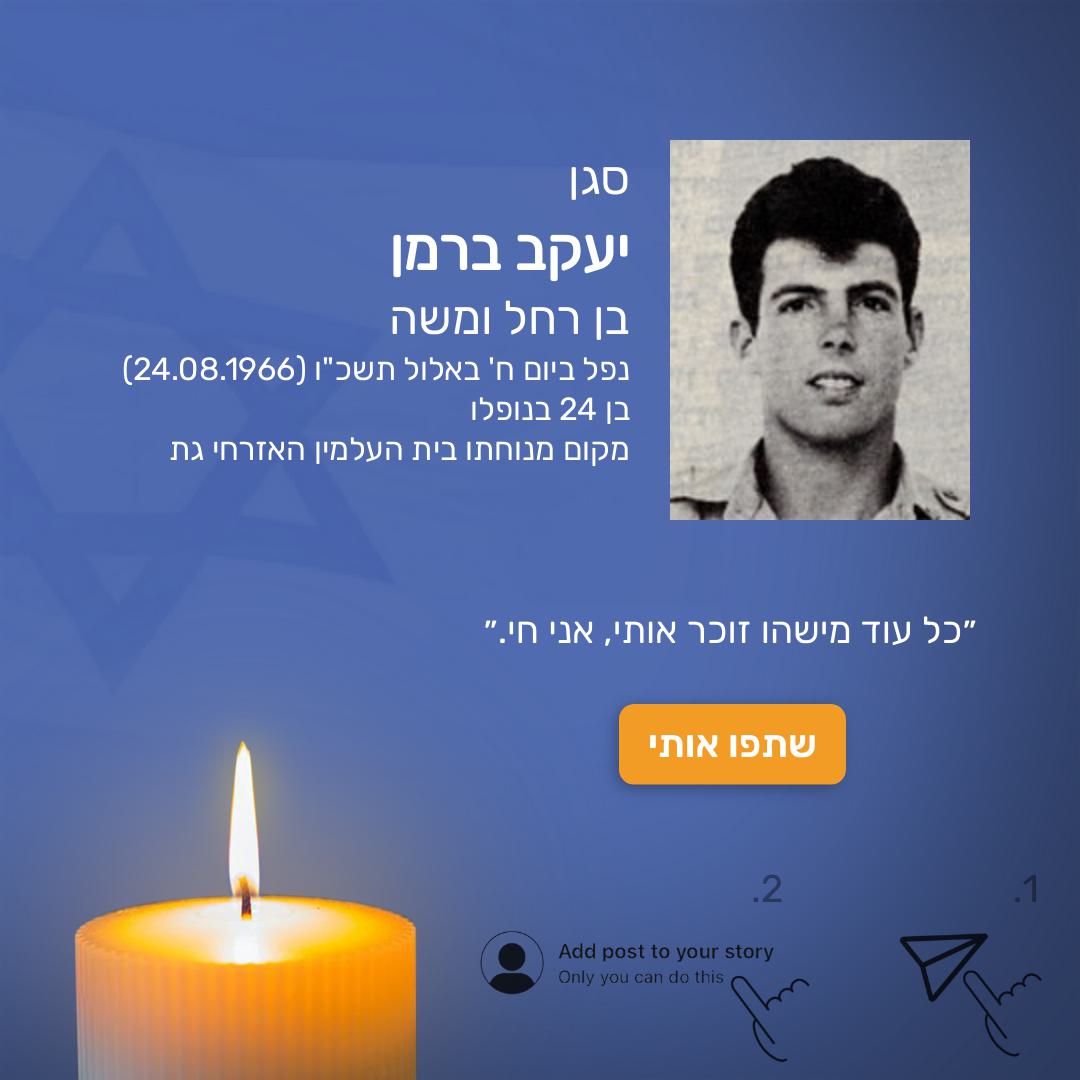 סגן
יעקב ברמן
בן רחל ומשה
נפל ביום ח' באלול תשכ"ו (24.08.1966)
בן 24 בנופלו
מקום מנוחתו בית העלמין האזרחי גת
״כל עוד מישהו זוכר אותי, אני חי.״
שתפו אותי
1.
2.
Add post to your story
Only you can do this